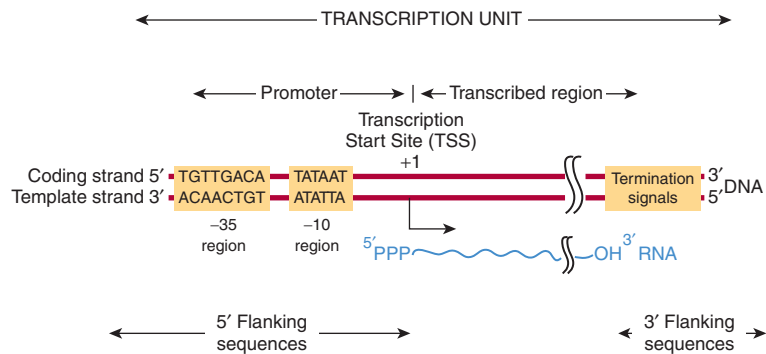 TRANSCRIPTION UNIT
Promoter
Transcribed region
Transcription
Start Site (TSS)
+1
Coding strand 5′ TGTTGACA TATAAT 3′
Template strand 3′ ACAACTGT ATATTA 5′
Termination
signals
DNA
–35
region
–10
region
5′PPP OH3′ RNA
5′ Flanking
sequences
3′ Flanking
sequences